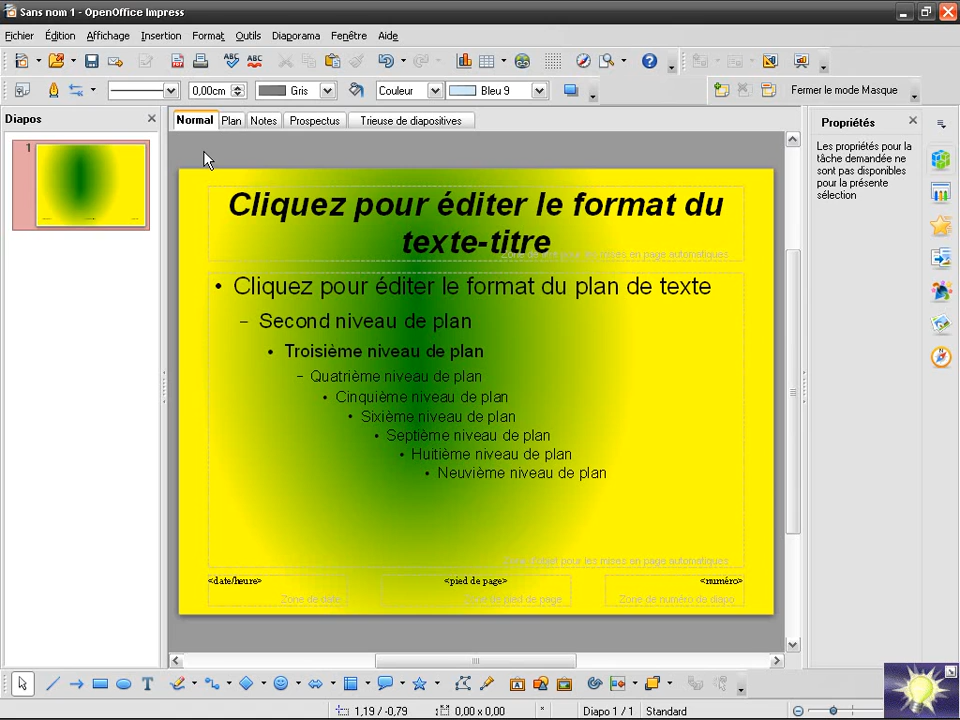 Sans nom 1 - OpenOffice Impress
Fichier Édition Affichage Insertion Format Outils Diaporama Fenêtre Aide
0,00cm Gris Couleur Bleu 9 Fermer le mode Masque
Diapos
Normal Plan Notes Prospectus Trieuse de diapositives
Propriétés
Les propriétés pour la
tâche demandée ne
sont pas disponibles
pour la présente
sélection
1
Cliquez pour éditer le format du
texte-titre
Zone de titre pour les mises en page automatiques
Cliquez pour éditer le format du plan de texte
Second niveau de plan
Troisième niveau de plan
Quatrième niveau de plan
Cinquième niveau de plan
Sixième niveau de plan
Septième niveau de plan
Huitième niveau de plan
Neuvième niveau de plan
Zone d'objet pour les mises en page automatiques
<date/heure> <pied de page> <numéro>
Zone de date Zone de pied de page Zone de numéro de diapo
1,19 / -0,79 0,00 x 0,00 * Diapo 1 / 1 Standard